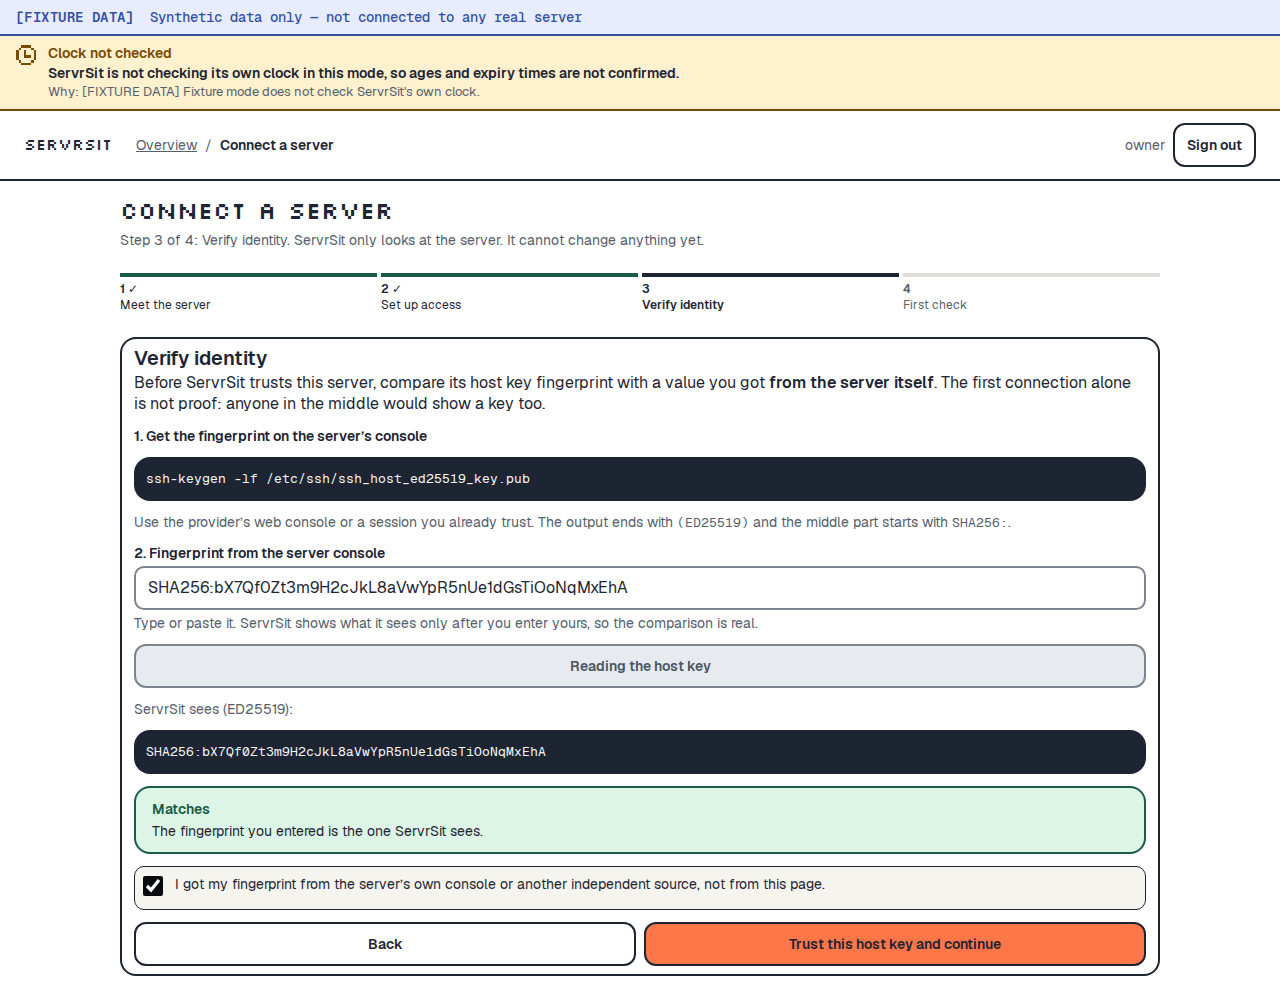 [FIXTURE DATA] Synthetic data only — not connected to any real server
Clock not checked
ServrSit is not checking its own clock in this mode, so ages and expiry times are not confirmed.
Why: [FIXTURE DATA] Fixture mode does not check ServrSit's own clock.
SERVRSIT
Overview / Connect a server
owner
Sign out
CONNECT A SERVER
Step 3 of 4: Verify identity. ServrSit only looks at the server. It cannot change anything yet.
1 ✓
Meet the server
2 ✓
Set up access
3
Verify identity
4
First check
Verify identity
Before ServrSit trusts this server, compare its host key fingerprint with a value you got from the server itself. The first connection alone
is not proof: anyone in the middle would show a key too.
1. Get the fingerprint on the server's console
ssh-keygen -lf /etc/ssh/ssh_host_ed25519_key.pub
Use the provider's web console or a session you already trust. The output ends with (ED25519) and the middle part starts with SHA256:.
2. Fingerprint from the server console
SHA256:bX7Qf0Zt3m9H2cJkL8aVwYpR5nUe1dGsTiOoNqMxEhA
Type or paste it. ServrSit shows what it sees only after you enter yours, so the comparison is real.
Reading the host key
ServrSit sees (ED25519):
SHA256:bX7Qf0Zt3m9H2cJkL8aVwYpR5nUe1dGsTiOoNqMxEhA
Matches
The fingerprint you entered is the one ServrSit sees.
I got my fingerprint from the server's own console or another independent source, not from this page.
Back
Trust this host key and continue